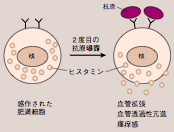 抗原
2度目の
抗原曝露
核
核
ヒスタミン
感作された
肥満細胞
血管拡張
血管透過性亢進
瘙痒感